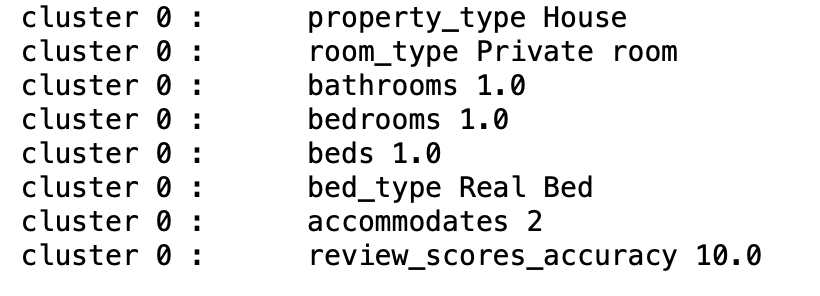 cluster 0 : property_type House
cluster 0 : room_type Private room
cluster 0 : bathrooms 1.0
cluster 0 : bedrooms 1.0
cluster 0 : beds 1.0
cluster 0 : bed_type Real Bed
cluster 0 : accommodates 2
cluster 0 : review_scores_accuracy 10.0